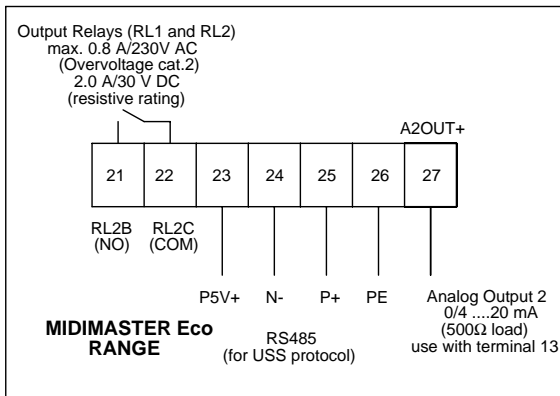 Output Relays (RL1 and RL2)
max. 0.8 A/230V AC
(Overvoltage cat.2)
2.0 A/30 V DC
(resistive rating)
A2OUT+
21 22 23 24 25 26 27
RL2B RL2C
(NO) (COM)
P5V+ N- P+ PE
RS485
(for USS protocol)
Analog Output 2
0/4 ....20 mA
(500Ω load)
use with terminal 13
MIDIMASTER Eco
RANGE